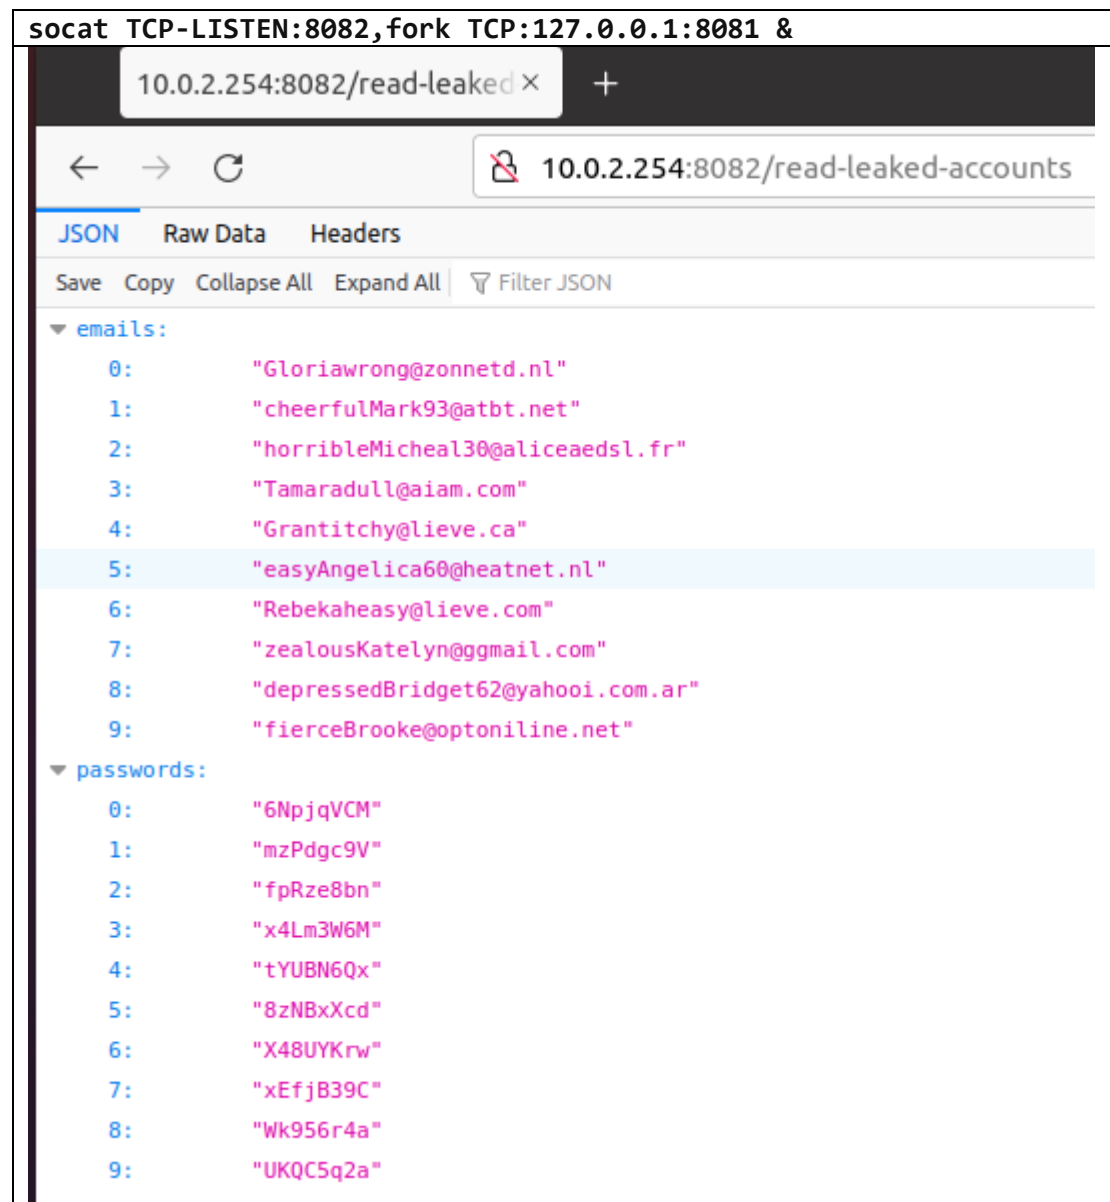 socat TCP-LISTEN:8082,fork TCP:127.0.0.1:8081 &
10.0.2.254:8082/read-leaked ×
10.0.2.254:8082/read-leaked-accounts
JSON Raw Data Headers
Save Copy Collapse All Expand All Filter JSON
emails:
0: "Gloriawrong@zonnetd.nl"
1: "cheerfulMark93@atbt.net"
2: "horribleMicheal30@aliceaedsl.fr"
3: "Tamaradull@aiam.com"
4: "Grantitchy@lieve.ca"
5: "easyAngelica60@heatnet.nl"
6: "Rebekaheasy@lieve.com"
7: "zealousKatelyn@ggmail.com"
8: "depressedBridget62@yahooi.com.ar"
9: "fierceBrooke@optoniline.net"
passwords:
0: "6NpjqVCM"
1: "mzPdgc9V"
2: "fpRze8bn"
3: "x4Lm3W6M"
4: "tYUBN6Qx"
5: "8zNBxXcd"
6: "X48UYKrw"
7: "xEfjB39C"
8: "Wk956r4a"
9: "UKQC5q2a"